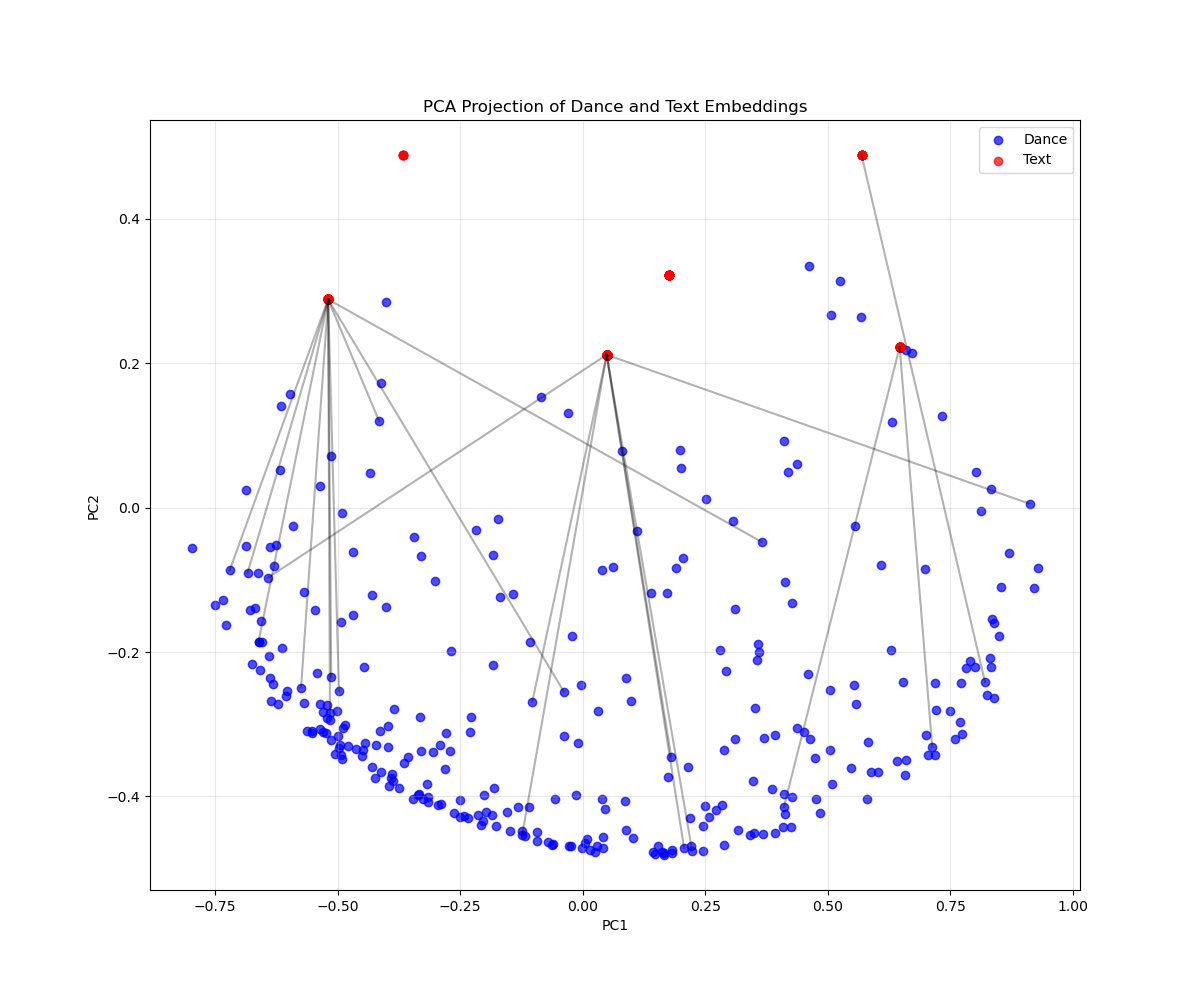 PCA Projection of Dance and Text Embeddings
Dance
Text
PC2
0.4
0.2
0.0
−0.2
−0.4
−0.75
−0.50
−0.25
0.00
0.25
0.50
0.75
1.00
PC1